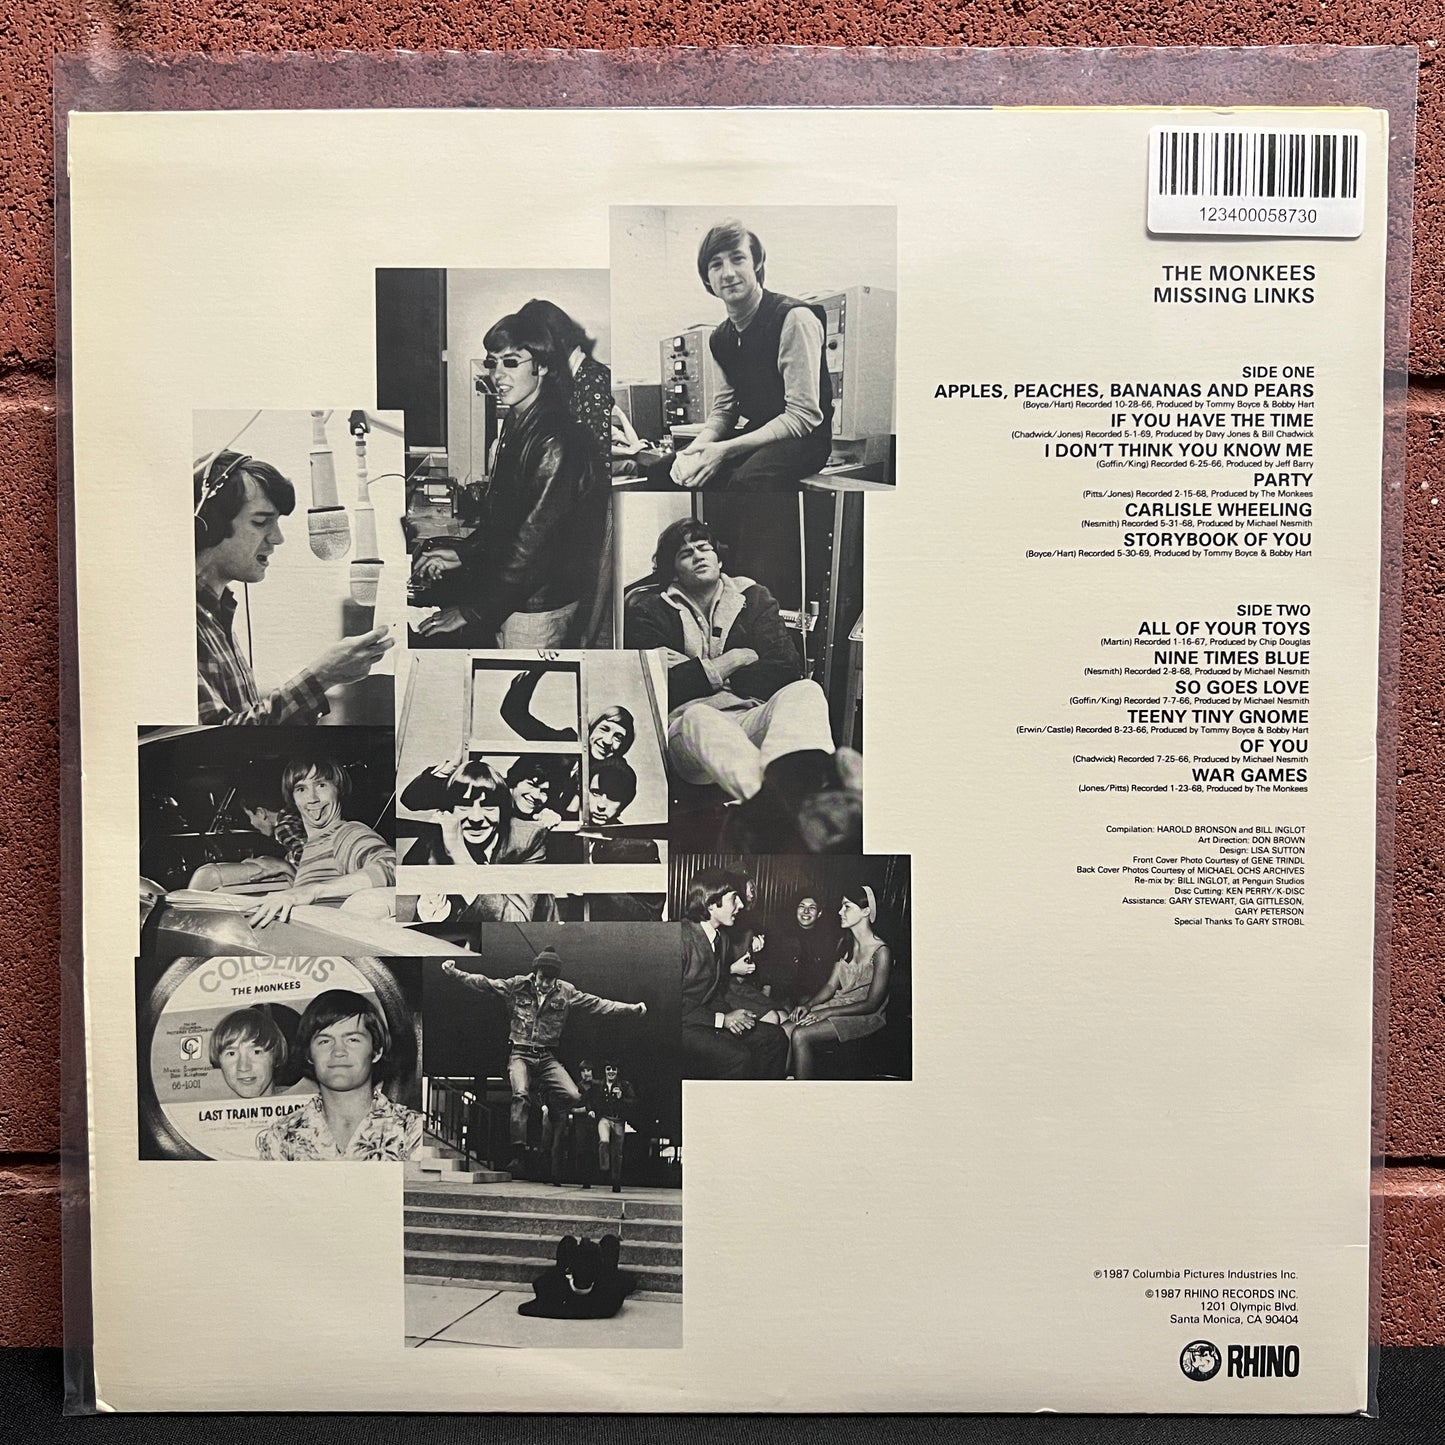 123400058730
THE MONKEES
MISSING LINKS
SIDE ONE
APPLES, PEACHES, BANANAS AND PEARS
(Boyce/Hart) Recorded 10-28-66, Produced by Tommy Boyce & Bobby Hart
IF YOU HAVE THE TIME
(Chadwick/Jones) Recorded 5-1-69, Produced by Davy Jones & Bill Chadwick
I DON'T THINK YOU KNOW ME
(Goffin/King) Recorded 6-25-66, Produced by Jeff Barry
PARTY
(Pitts/Jones) Recorded 2-15-68, Produced by The Monkees
CARLISLE WHEELING
(Nesmith) Recorded 5-31-68, Produced by Michael Nesmith
STORYBOOK OF YOU
(Boyce/Hart) Recorded 5-30-69, Produced by Tommy Boyce & Bobby Hart
SIDE TWO
ALL OF YOUR TOYS
(Martin) Recorded 1-16-67, Produced by Chip Douglas
NINE TIMES BLUE
(Nesmith) Recorded 2-8-68, Produced by Michael Nesmith
SO GOES LOVE
(Goffin/King) Recorded 7-7-66, Produced by Michael Nesmith
TEENY TINY GNOME
(Erwin/Castle) Recorded 8-23-66, Produced by Tommy Boyce & Bobby Hart
OF YOU
(Chadwick) Recorded 7-25-66, Produced by Michael Nesmith
WAR GAMES
(Jones/Pitts) Recorded 1-23-68, Produced by The Monkees
Compilation: HAROLD BRONSON and BILL INGLOT
Art Direction: DON BROWN
Design: LISA SUTTON
Front Cover Photo Courtesy of GENE TRINDL
Back Cover Photos Courtesy of MICHAEL OCHS ARCHIVES
Re-mix by: BILL INGLOT, at Penguin Studios
Disc Cutting: KEN PERRY/K-DISC
Assistance: GARY STEWART, GIA GITTLESON,
GARY PETERSON
Special Thanks To GARY STROBL
COLGEMS
THE MONKEES
Music Supervision
Don Kirshner
66-1001
LAST TRAIN TO CLAR
℗1987 Columbia Pictures Industries Inc.
©1987 RHINO RECORDS INC.
1201 Olympic Blvd.
Santa Monica, CA 90404
RHINO